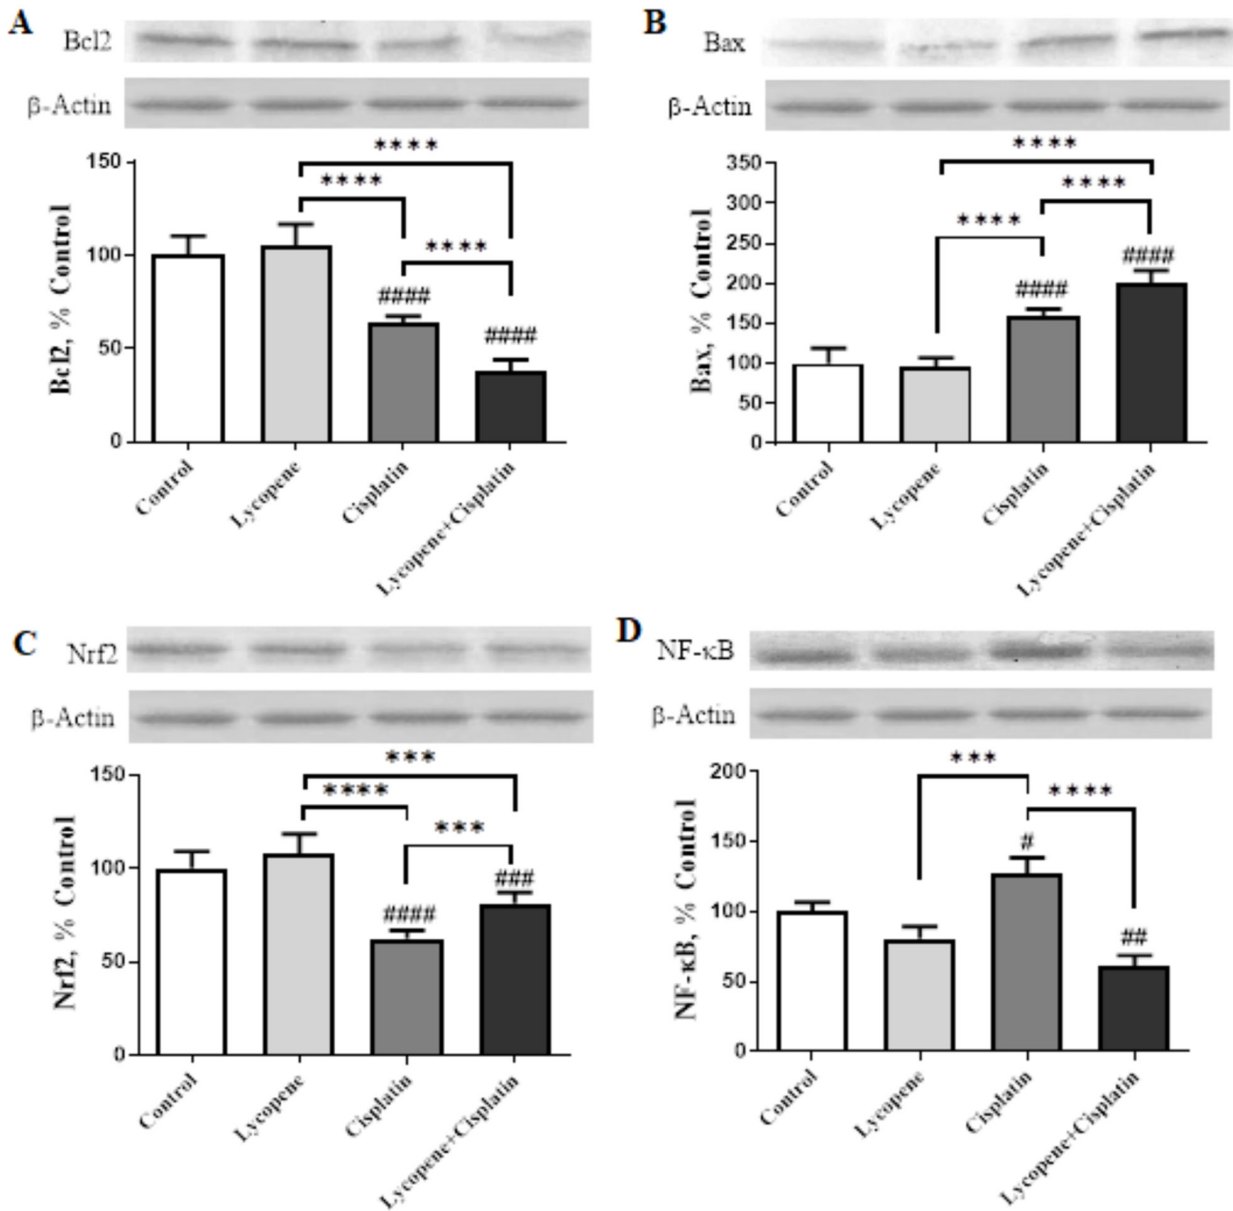 A
Bcl2
β-Actin
****
****
****
150
100
50
0
Bcl2, % Control
####
####
Control
Lycopene
Cisplatin
Lycopene+Cisplatin
B
Bax
β-Actin
****
****
****
350
300
250
200
150
100
50
0
Bax, % Control
####
####
Control
Lycopene
Cisplatin
Lycopene+Cisplatin
C
Nrf2
β-Actin
***
****
***
150
100
50
0
Nrf2, % Control
###
####
Control
Lycopene
Cisplatin
Lycopene+Cisplatin
D
NF-κB
β-Actin
***
****
200
150
100
50
0
NF-κB, % Control
#
##
Control
Lycopene
Cisplatin
Lycopene+Cisplatin